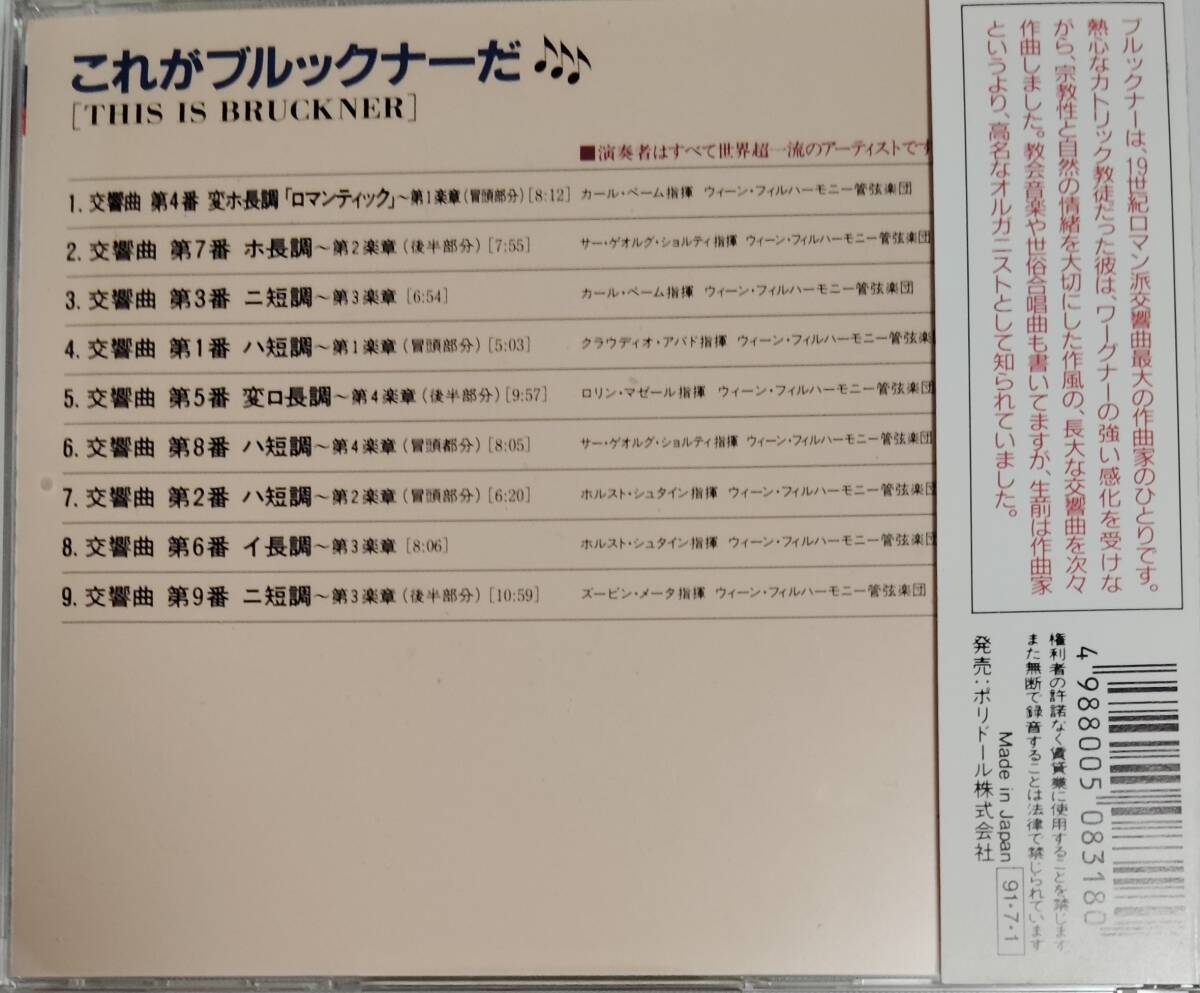 これがブルックナーだ
[THIS IS BRUCKNER]
■演奏者はすべて世界超一流のアーティストです
1. 交響曲 第4番 変ホ長調「ロマンティック」〜第1楽章(冒頭部分)[8:12] カール・ベーム指揮 ウィーン・フィルハーモニー管弦楽団
2. 交響曲 第7番 ホ長調〜第2楽章(後半部分)[7:55] サー・ゲオルグ・ショルティ指揮 ウィーン・フィルハーモニー管弦楽団
3. 交響曲 第3番 ニ短調〜第3楽章[6:54] カール・ベーム指揮 ウィーン・フィルハーモニー管弦楽団
4. 交響曲 第1番 ハ短調〜第1楽章(冒頭部分)[5:03] クラウディオ・アバド指揮 ウィーン・フィルハーモニー管弦楽団
5. 交響曲 第5番 変ロ長調〜第4楽章(後半部分)[9:57] ロリン・マゼール指揮 ウィーン・フィルハーモニー管弦楽団
6. 交響曲 第8番 ハ短調〜第4楽章(冒頭部分)[8:05] サー・ゲオルグ・ショルティ指揮 ウィーン・フィルハーモニー管弦楽団
7. 交響曲 第2番 ハ短調〜第2楽章(冒頭部分)[6:20] ホルスト・シュタイン指揮 ウィーン・フィルハーモニー管弦楽団
8. 交響曲 第6番 イ長調〜第3楽章[8:06] ホルスト・シュタイン指揮 ウィーン・フィルハーモニー管弦楽団
9. 交響曲 第9番 ニ短調〜第3楽章(後半部分)[10:59] ズービン・メータ指揮 ウィーン・フィルハーモニー管弦楽団
ブルックナーは、19世紀ロマン派交響曲最大の作曲家のひとりです。
熱心なカトリック教徒だった彼は、ワーグナーの強い感化を受けな
がら、宗教性と自然の情緒を大切にした作風の、長大な交響曲を次々
作曲しました。教会音楽や世俗合唱曲も書いてますが、生前は作曲家
というより、高名なオルガニストとして知られていました。
4 988005 083180
権利者の許諾なく賃貸業に使用することを禁じます
また無断で録音することは法律で禁じられています
Made in Japan 91・7・1
発売:ポリドール株式会社